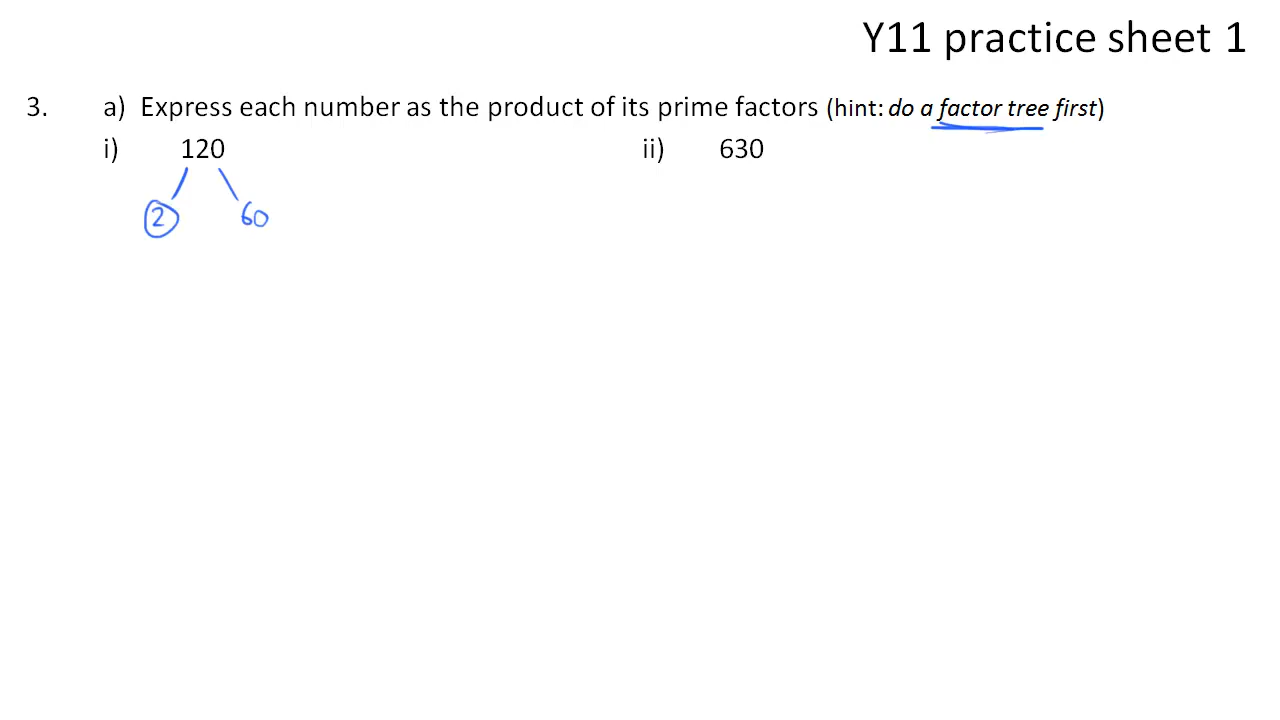 Y11 practice sheet 1
3. a) Express each number as the product of its prime factors (hint: do a factor tree first)
i) 120 ii) 630
2 60